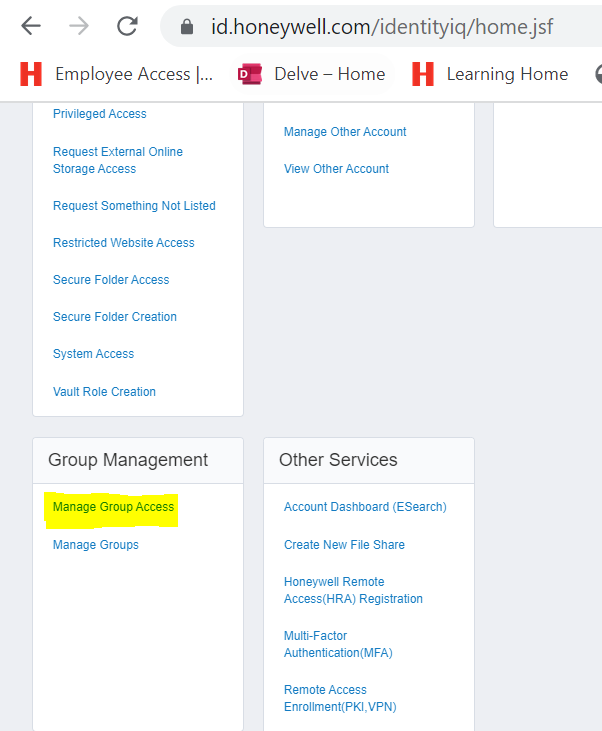 id.honeywell.com/identityiq/home.jsf
H Employee Access |... D Delve – Home H Learning Home
Privileged Access
Request External Online
Storage Access
Request Something Not Listed
Restricted Website Access
Secure Folder Access
Secure Folder Creation
System Access
Vault Role Creation
Manage Other Account
View Other Account
Group Management
Manage Group Access
Manage Groups
Other Services
Account Dashboard (ESearch)
Create New File Share
Honeywell Remote
Access(HRA) Registration
Multi-Factor
Authentication(MFA)
Remote Access
Enrollment(PKI,VPN)